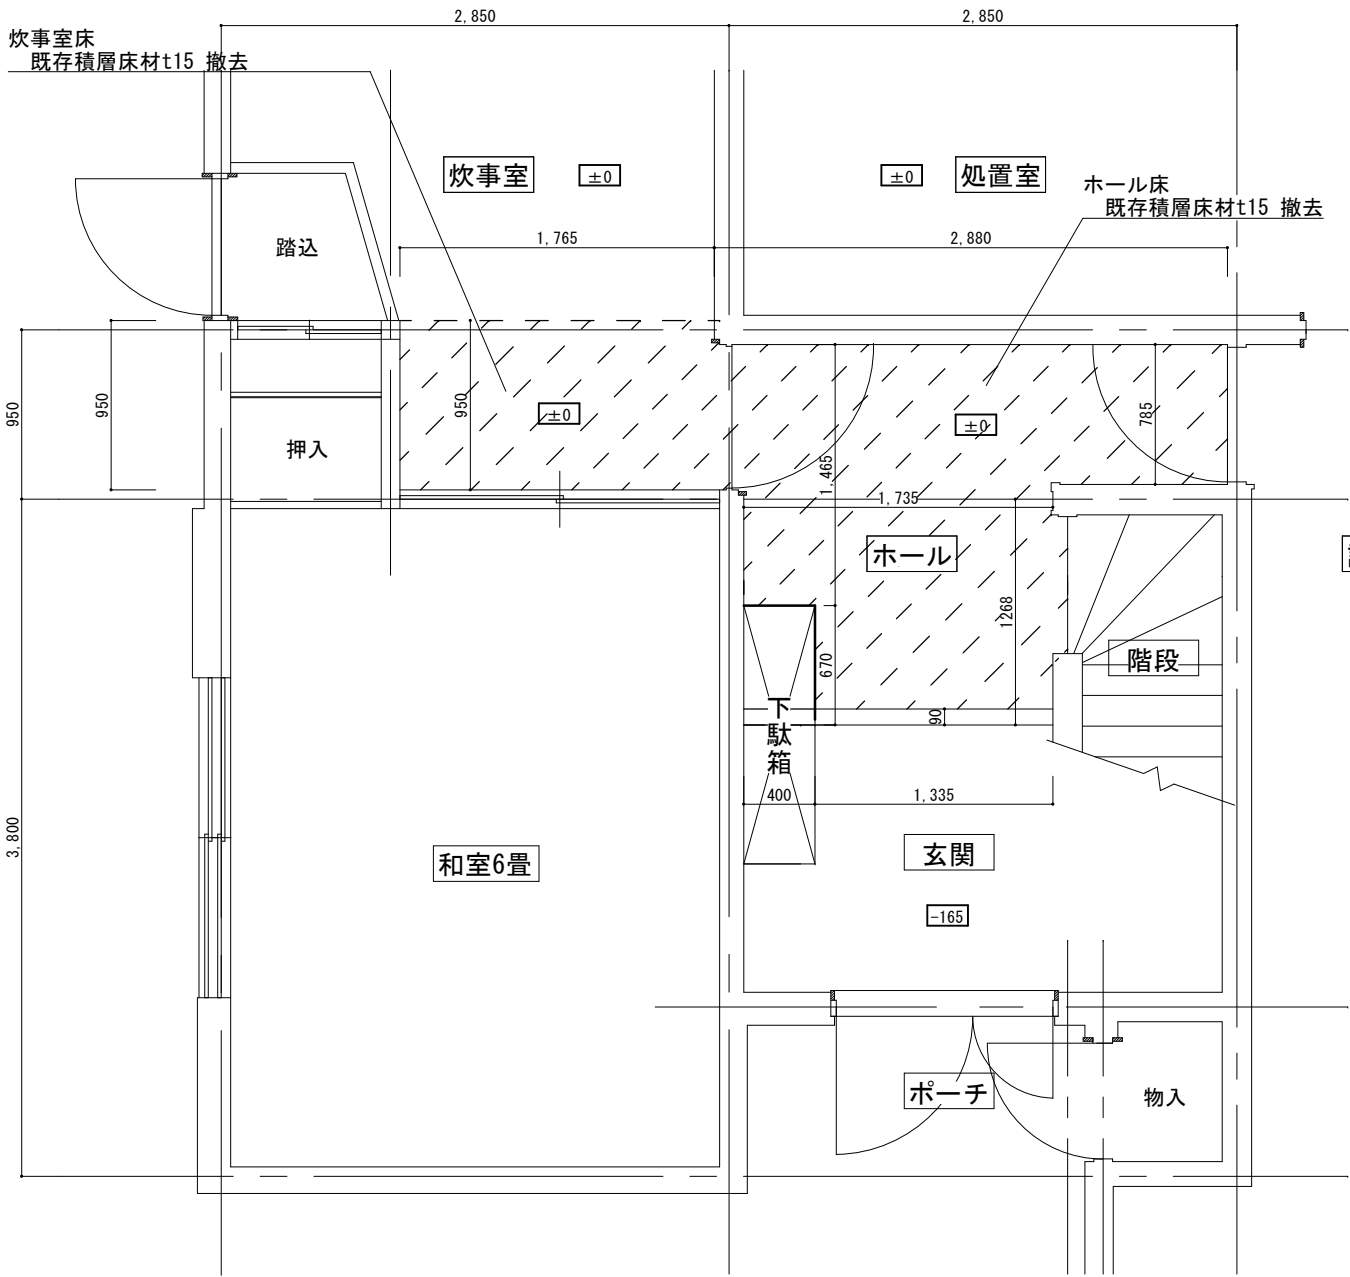 2,850
2,850
炊事室床
既存積層床材t15 撤去
炊事室
±0
±0
処置室
ホール床
既存積層床材t15 撤去
踏込
1,765
2,880
950
950
950
±0
±0
785
押入
1,465
1,735
ホール
1268
階段
670
下駄箱
90
400
1,335
3,800
和室6畳
玄関
-165
ポーチ
物入